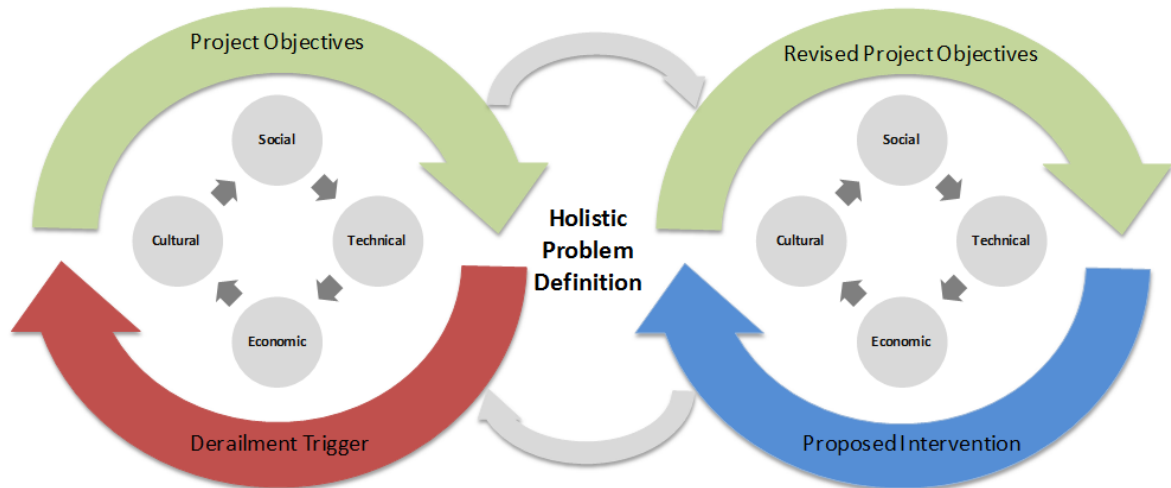 Project Objectives
Social
Cultural
Technical
Economic
Derailment Trigger
Holistic
Problem
Definition
Revised Project Objectives
Social
Cultural
Technical
Economic
Proposed Intervention